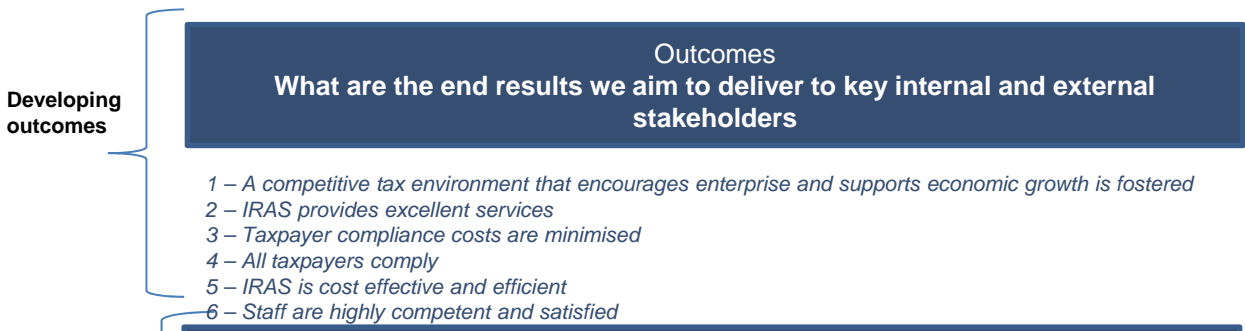 Developing
outcomes
Outcomes
What are the end results we aim to deliver to key internal and external
stakeholders
1 – A competitive tax environment that encourages enterprise and supports economic growth is fostered
2 – IRAS provides excellent services
3 – Taxpayer compliance costs are minimised
4 – All taxpayers comply
5 – IRAS is cost effective and efficient
6 – Staff are highly competent and satisfied